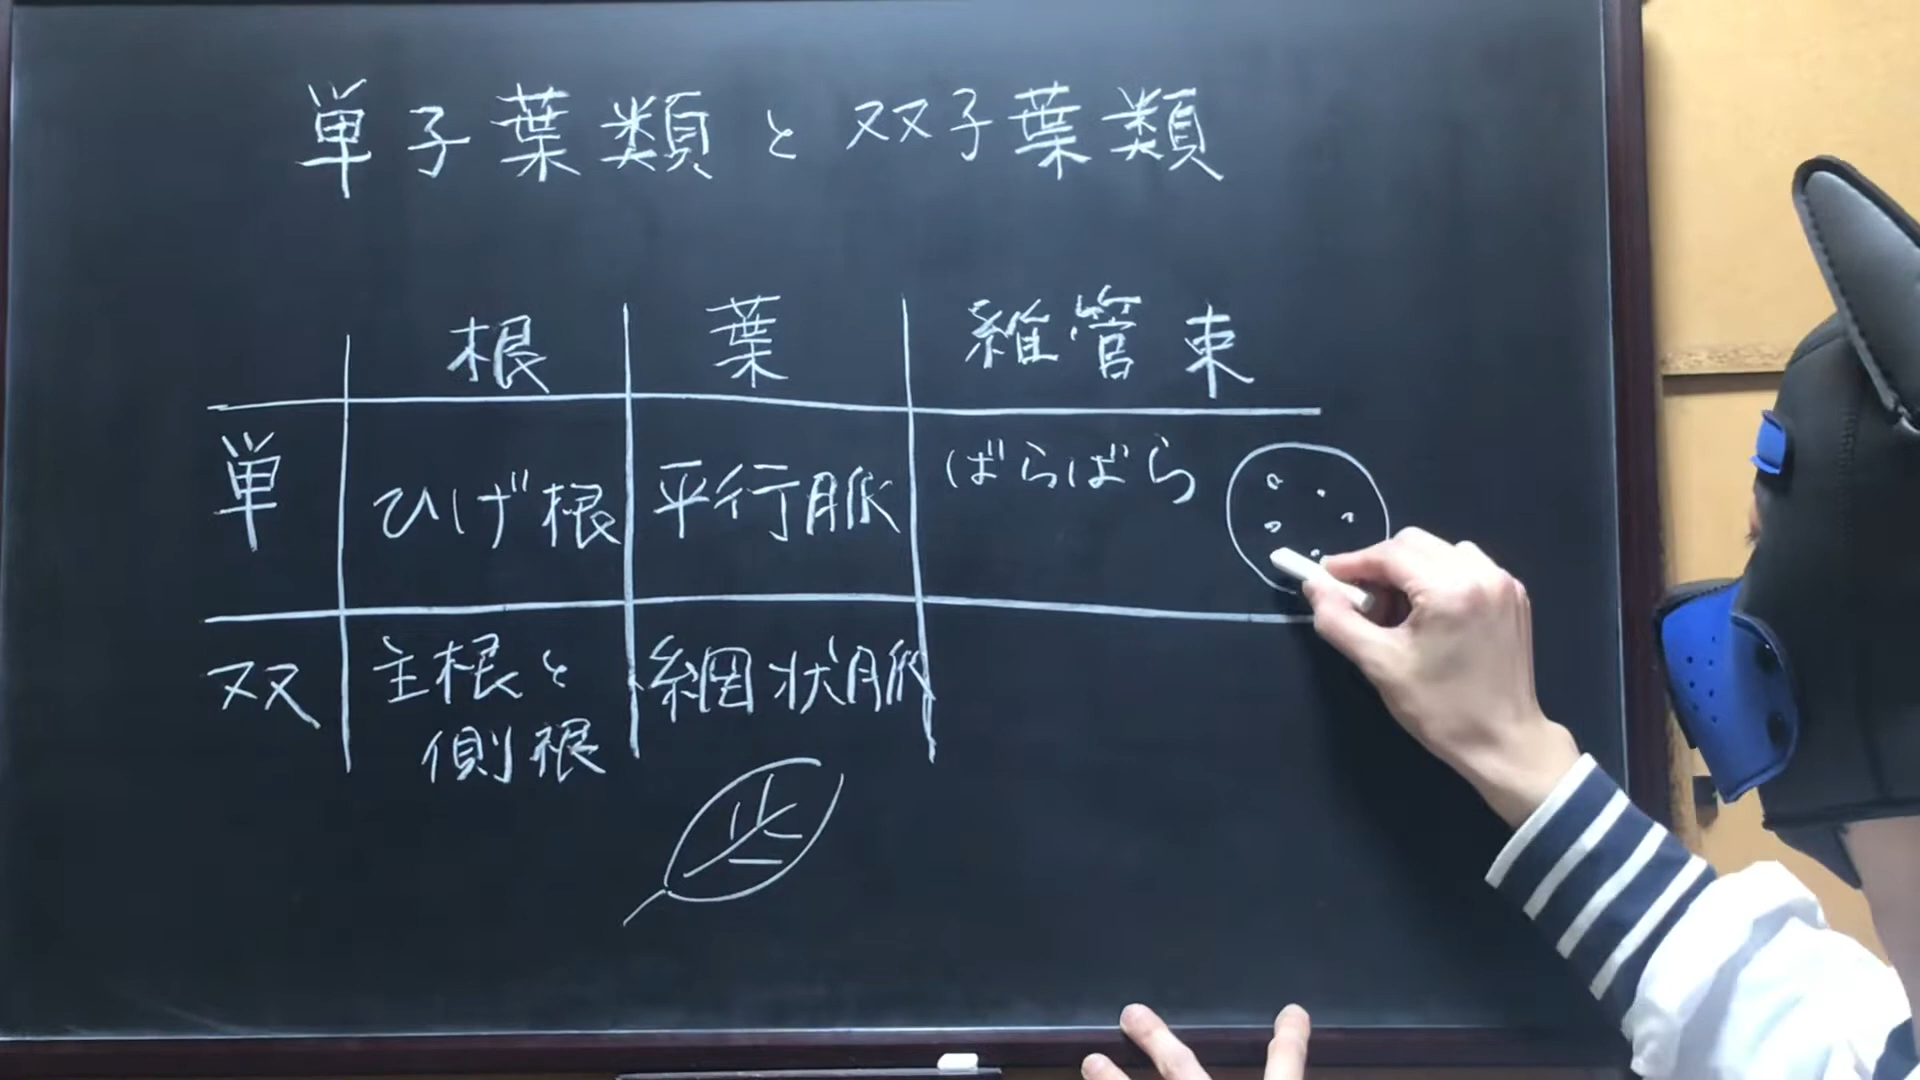 単子葉類と双子葉類
根 葉 維管束
単 ひげ根 平行脈 ばらばら
双 主根と側根 網状脈